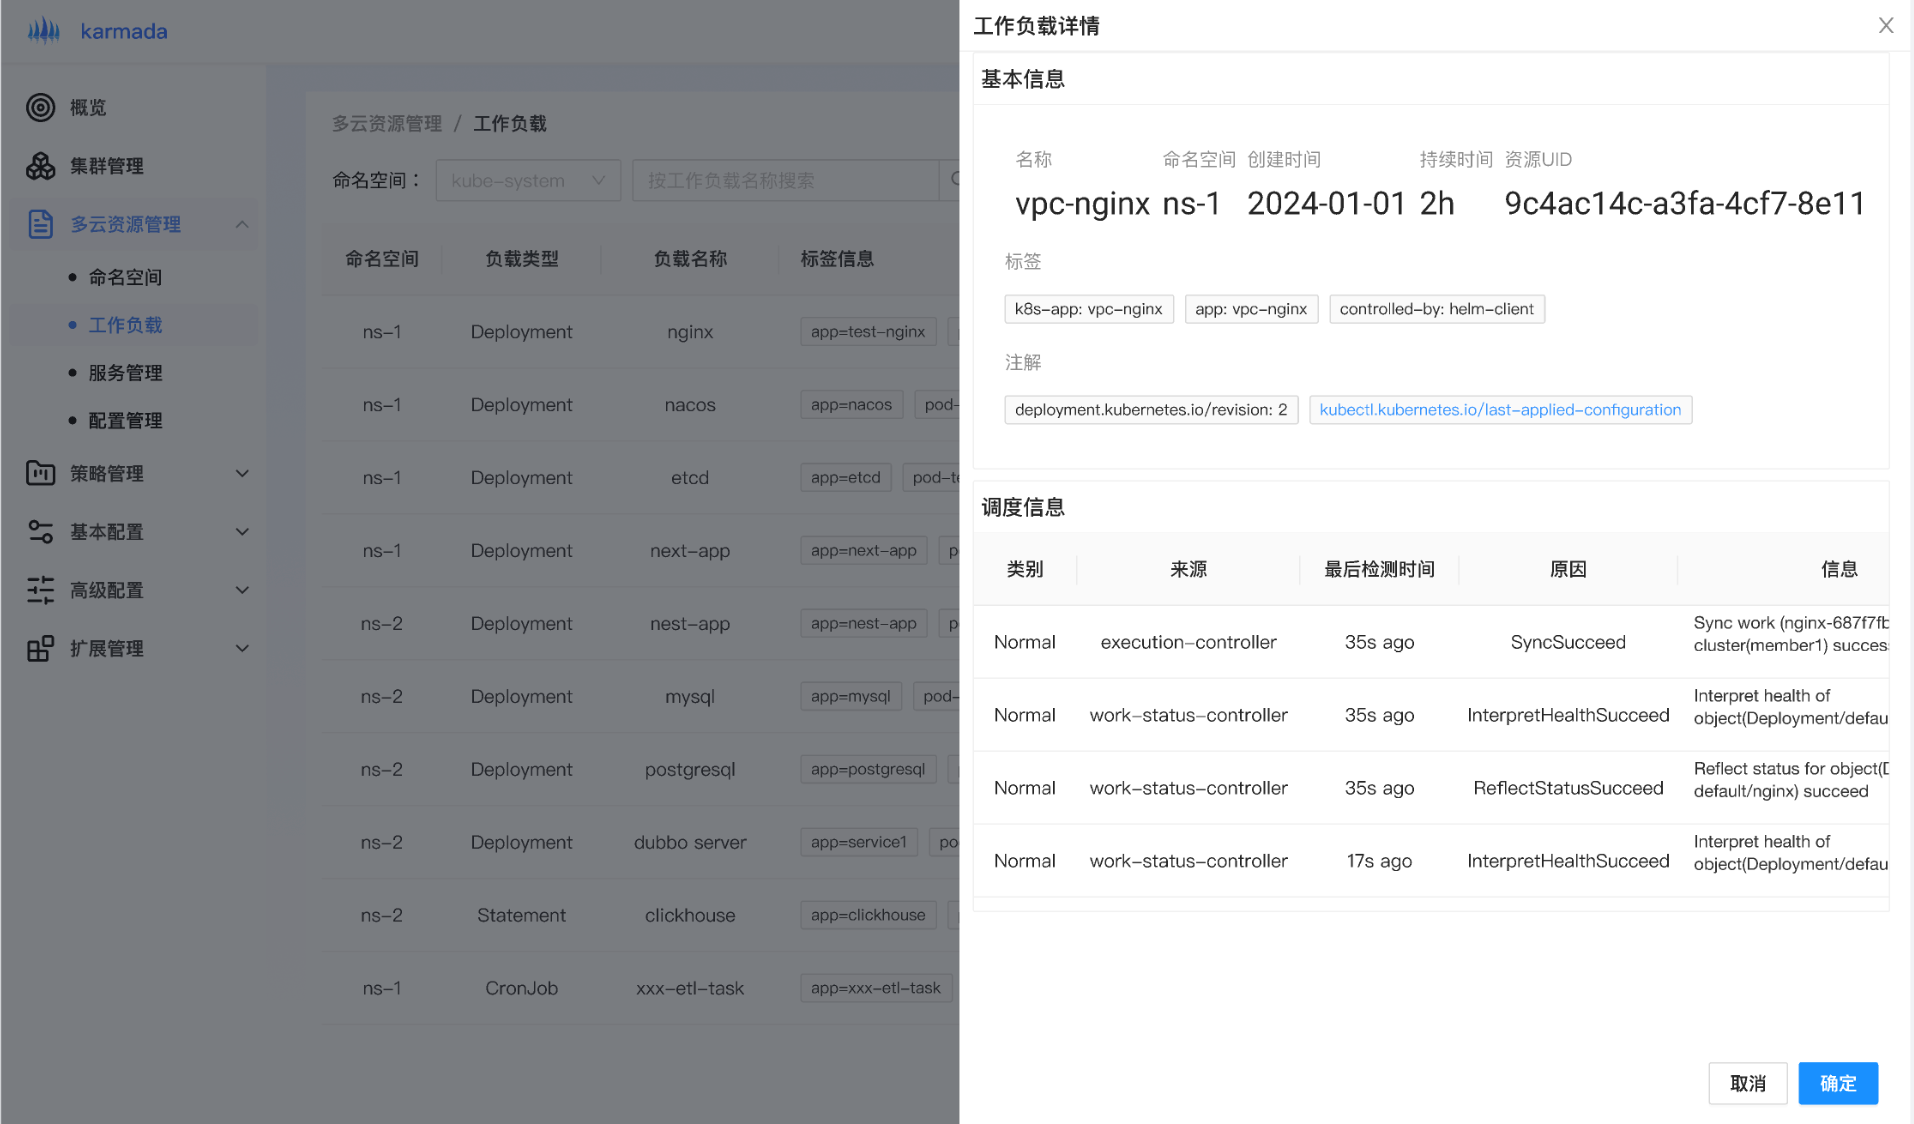 karmada
概览
集群管理
多云资源管理
命名空间
工作负载
服务管理
配置管理
策略管理
基本配置
高级配置
扩展管理
多云资源管理 / 工作负载
命名空间： kube-system 按工作负载名称搜索
命名空间 负载类型 负载名称 标签信息
ns-1 Deployment nginx app=test-nginx
ns-1 Deployment nacos app=nacos pod-
ns-1 Deployment etcd app=etcd pod-te
ns-1 Deployment next-app app=next-app p
ns-2 Deployment nest-app app=nest-app p
ns-2 Deployment mysql app=mysql pod-
ns-2 Deployment postgresql app=postgresql
ns-2 Deployment dubbo server app=service1 po
ns-2 Statement clickhouse app=clickhouse
ns-1 CronJob xxx-etl-task app=xxx-etl-task
工作负载详情
基本信息
名称 命名空间 创建时间 持续时间 资源UID
vpc-nginx ns-1 2024-01-01 2h 9c4ac14c-a3fa-4cf7-8e11
标签
k8s-app: vpc-nginx app: vpc-nginx controlled-by: helm-client
注解
deployment.kubernetes.io/revision: 2 kubectl.kubernetes.io/last-applied-configuration
调度信息
类别 来源 最后检测时间 原因 信息
Normal execution-controller 35s ago SyncSucceed Sync work (nginx-687f7fb
cluster(member1) success
Normal work-status-controller 35s ago InterpretHealthSucceed Interpret health of
object(Deployment/defau
Normal work-status-controller 35s ago ReflectStatusSucceed Reflect status for object(D
default/nginx) succeed
Normal work-status-controller 17s ago InterpretHealthSucceed Interpret health of
object(Deployment/defau
取消 确定